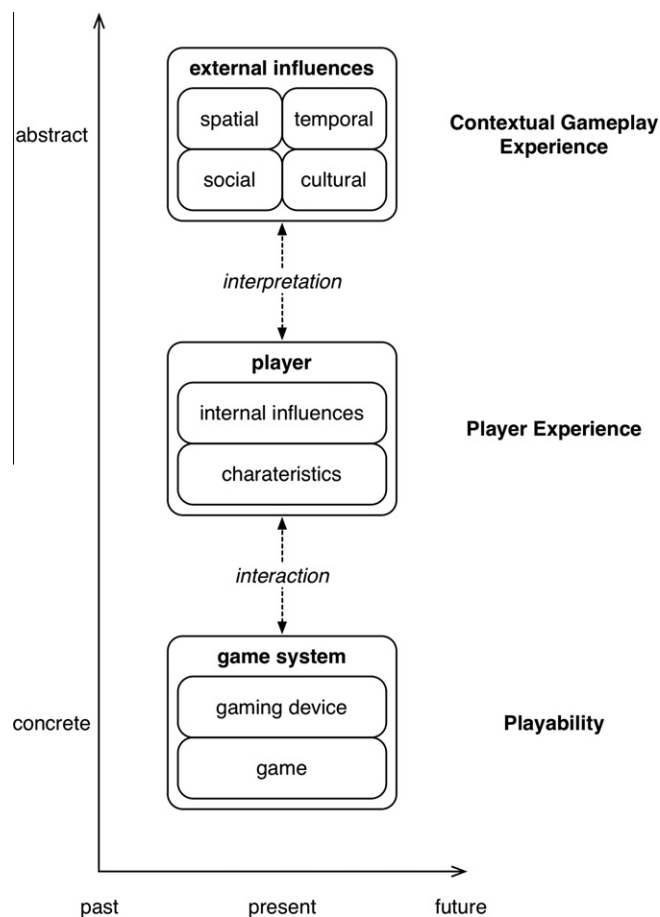 external influences
spatial
temporal
abstract
Contextual Gameplay
Experience
social
cultural
interpretation
player
internal influences
Player Experience
charateristics
interaction
game system
gaming device
concrete
Playability
game
past
present
future